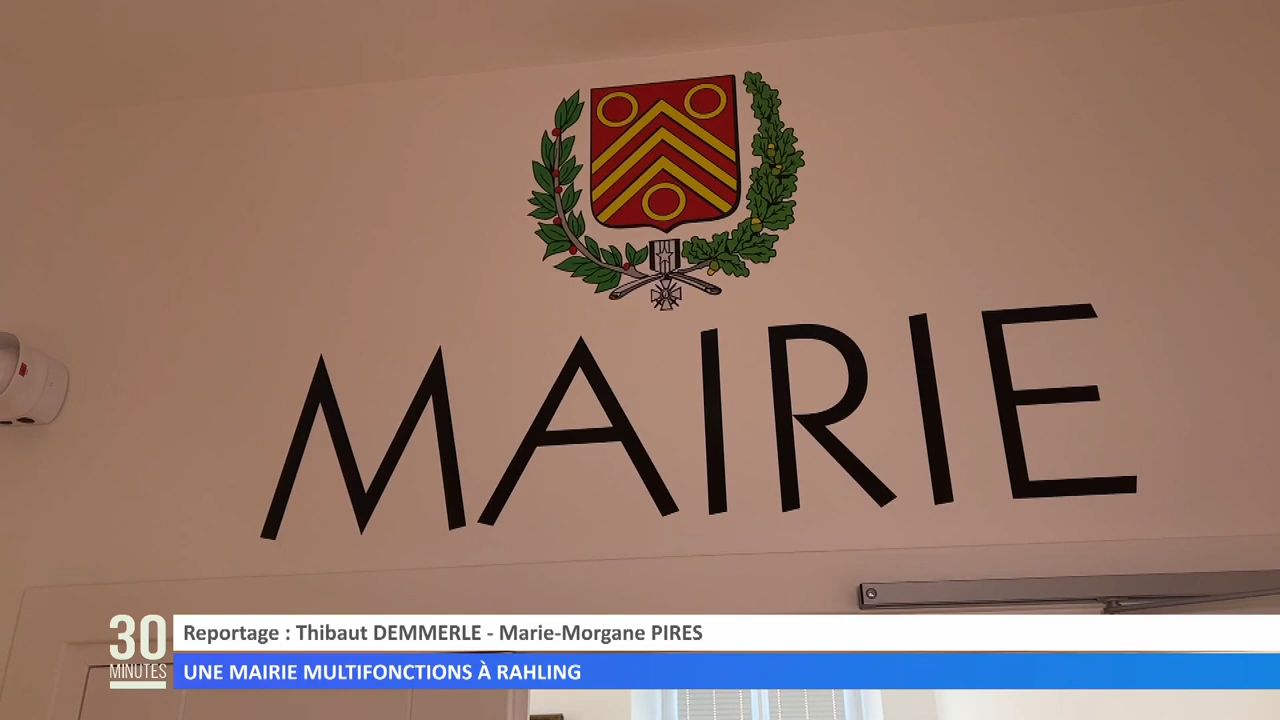 MAIRIE
30
MINUTES
Reportage : Thibaut DEMMERLE - Marie-Morgane PIRES
UNE MAIRIE MULTIFONCTIONS À RAHLING